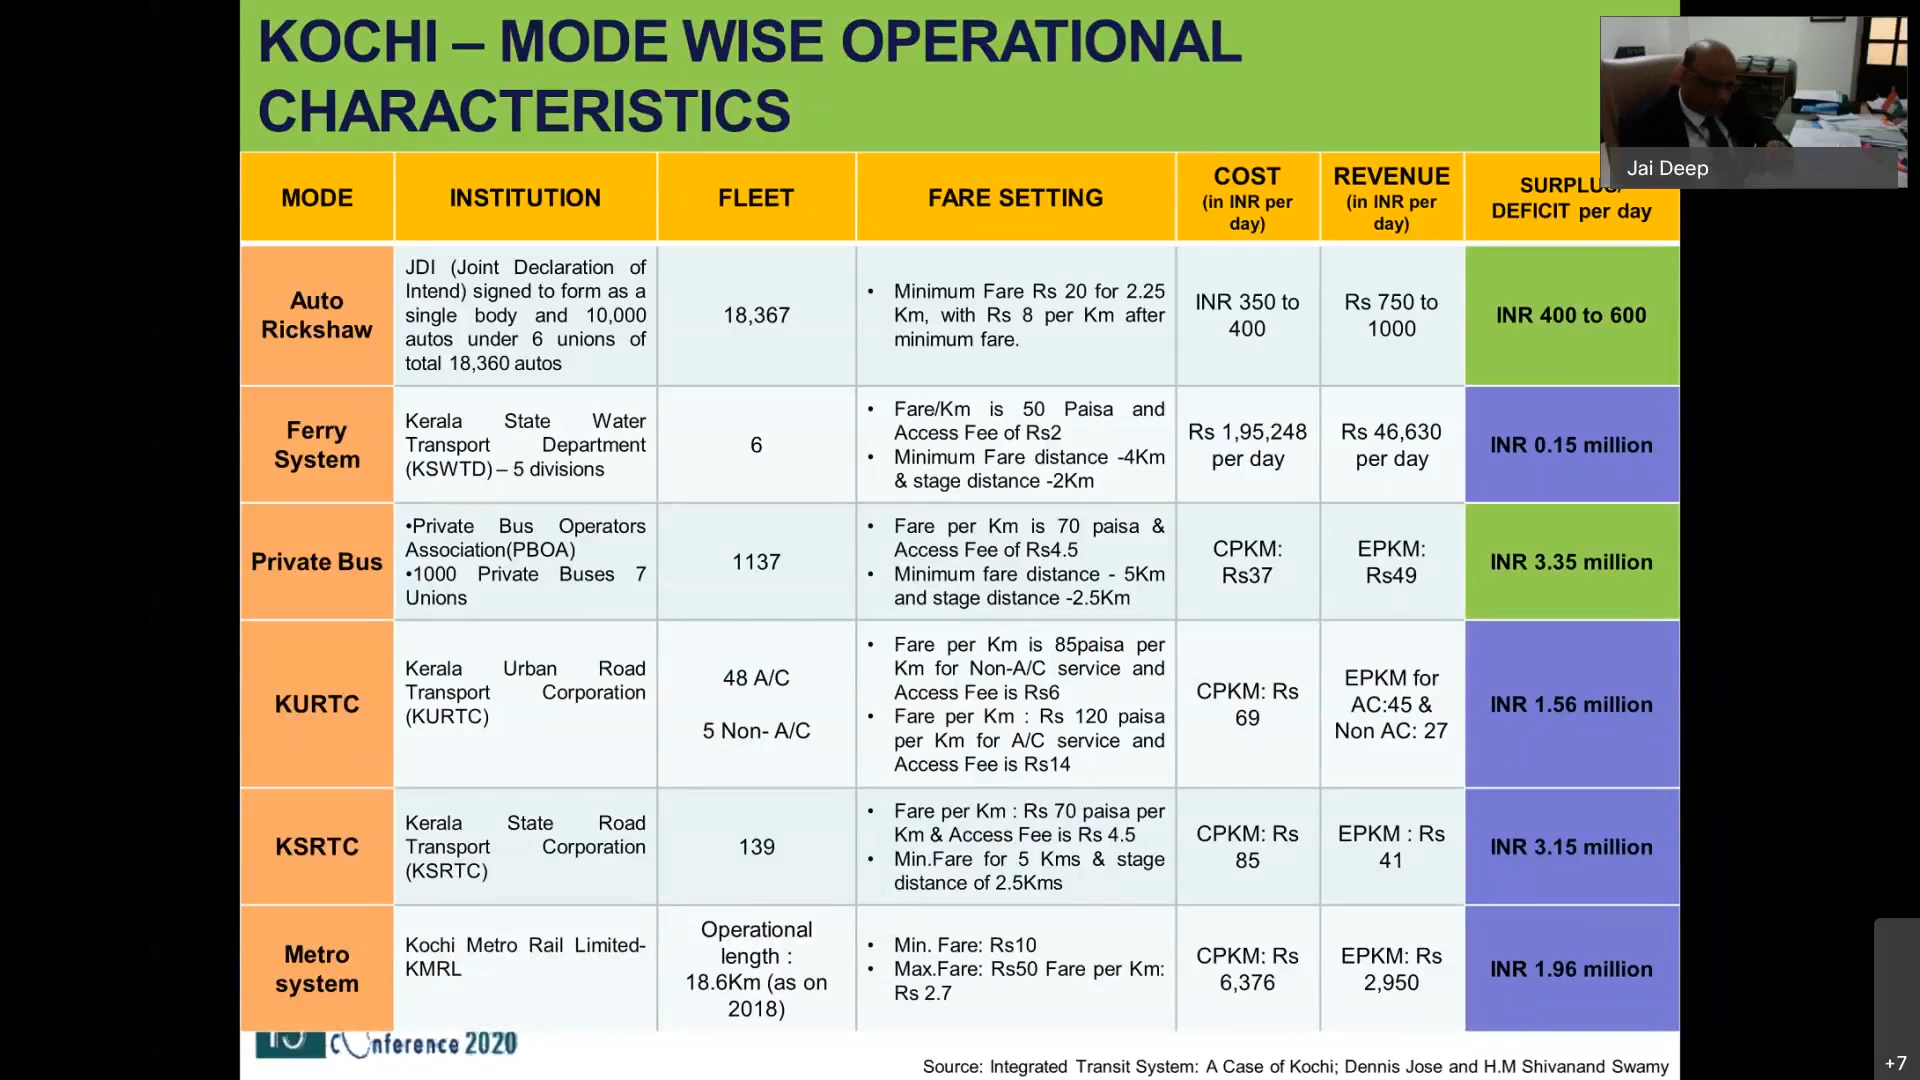 KOCHI – MODE WISE OPERATIONAL
CHARACTERISTICS
Jai Deep
MODE
INSTITUTION
FLEET
FARE SETTING
COST
(in INR per
day)
REVENUE
(in INR per
day)
SURPLUS/
DEFICIT per day
Auto
Rickshaw
JDI (Joint Declaration of
Intend) signed to form as a
single body and 10,000
autos under 6 unions of
total 18,360 autos
18,367
• Minimum Fare Rs 20 for 2.25
Km, with Rs 8 per Km after
minimum fare.
INR 350 to
400
Rs 750 to
1000
INR 400 to 600
Ferry
System
Kerala State Water
Transport Department
(KSWTD) – 5 divisions
6
• Fare/Km is 50 Paisa and
Access Fee of Rs2
• Minimum Fare distance -4Km
& stage distance -2Km
Rs 1,95,248
per day
Rs 46,630
per day
INR 0.15 million
Private Bus
•Private Bus Operators
Association(PBOA)
•1000 Private Buses 7
Unions
1137
• Fare per Km is 70 paisa &
Access Fee of Rs4.5
• Minimum fare distance - 5Km
and stage distance -2.5Km
CPKM:
Rs37
EPKM:
Rs49
INR 3.35 million
KURTC
Kerala Urban Road
Transport Corporation
(KURTC)
48 A/C
5 Non- A/C
• Fare per Km is 85paisa per
Km for Non-A/C service and
Access Fee is Rs6
• Fare per Km : Rs 120 paisa
per Km for A/C service and
Access Fee is Rs14
CPKM: Rs
69
EPKM for
AC:45 &
Non AC: 27
INR 1.56 million
KSRTC
Kerala State Road
Transport Corporation
(KSRTC)
139
• Fare per Km : Rs 70 paisa per
Km & Access Fee is Rs 4.5
• Min.Fare for 5 Kms & stage
distance of 2.5Kms
CPKM: Rs
85
EPKM : Rs
41
INR 3.15 million
Metro
system
Kochi Metro Rail Limited-
KMRL
Operational
length :
18.6Km (as on
2018)
• Min. Fare: Rs10
• Max.Fare: Rs50 Fare per Km:
Rs 2.7
CPKM: Rs
6,376
EPKM: Rs
2,950
INR 1.96 million
Conference 2020
Source: Integrated Transit System: A Case of Kochi; Dennis Jose and H.M Shivanand Swamy
+7